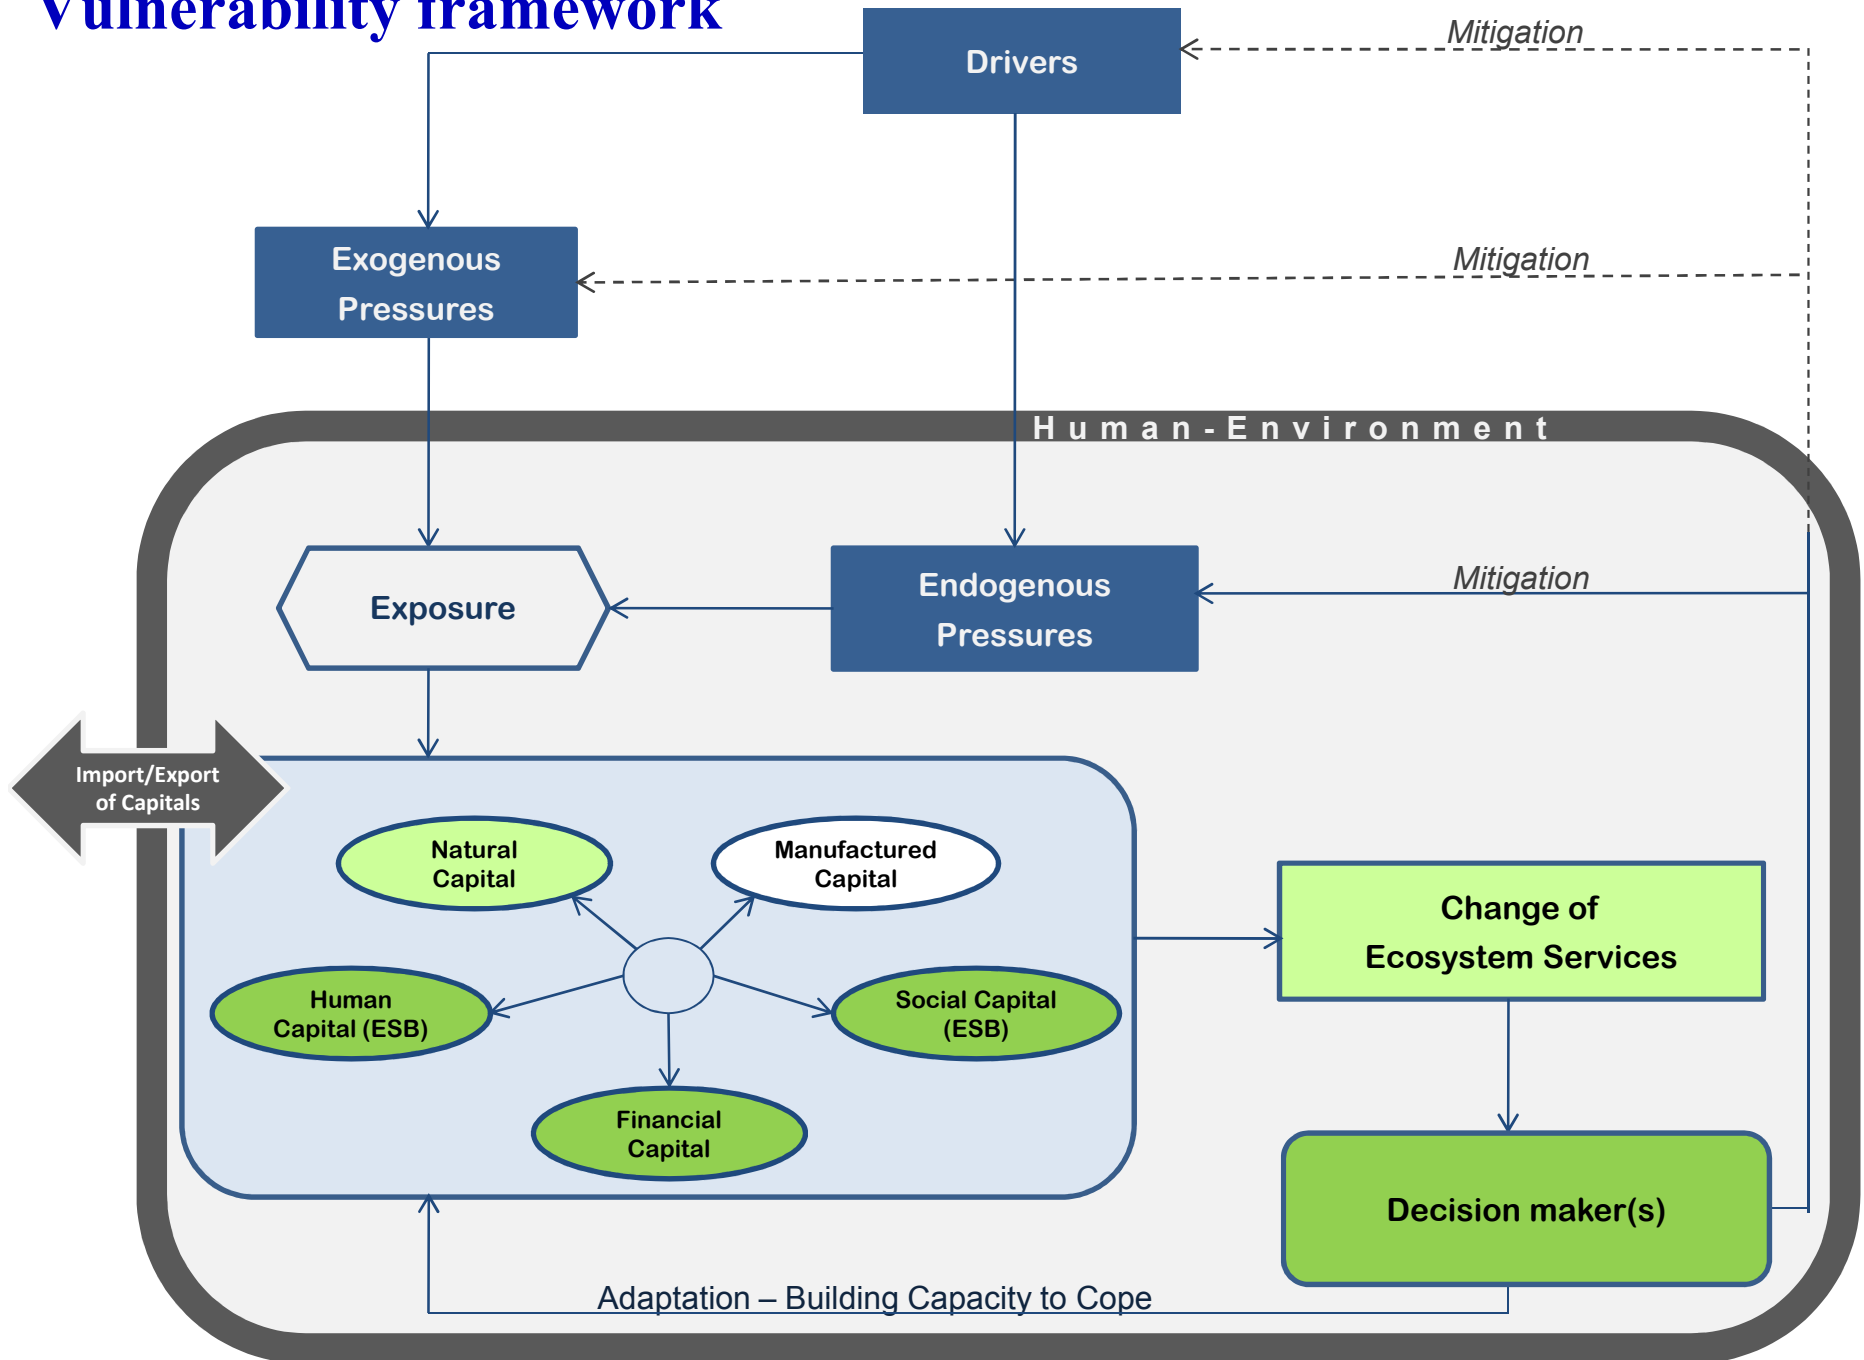 Vulnerability framework
Drivers
Mitigation
Exogenous
Pressures
Mitigation
Human-Environment
Exposure
Endogenous
Pressures
Mitigation
Import/Export
of Capitals
Natural
Capital
Manufactured
Capital
Human
Capital (ESB)
Social Capital
(ESB)
Financial
Capital
Change of
Ecosystem Services
Decision maker(s)
Adaptation – Building Capacity to Cope